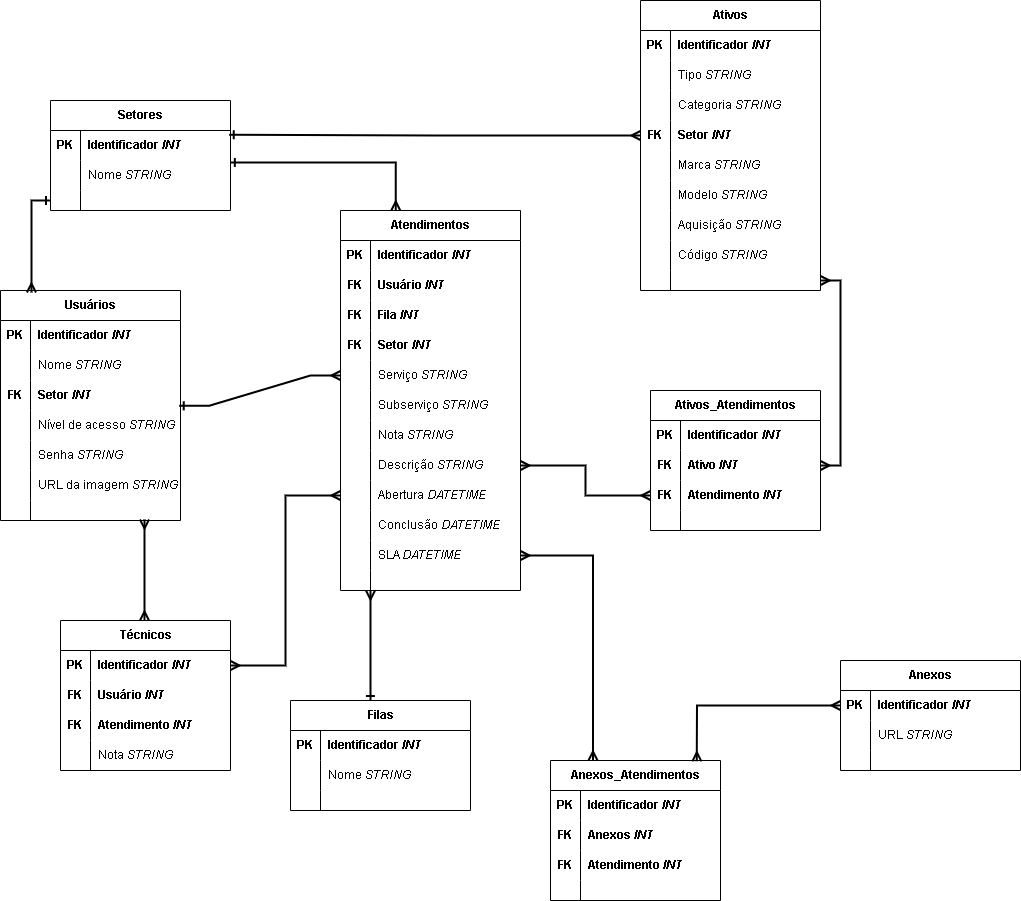 Ativos
PK Identificador INT
Tipo STRING
Categoria STRING
FK Setor INT
Marca STRING
Modelo STRING
Aquisição STRING
Código STRING
Setores
PK Identificador INT
Nome STRING
Atendimentos
PK Identificador INT
FK Usuário INT
FK Fila INT
FK Setor INT
Serviço STRING
Subserviço STRING
Nota STRING
Descrição STRING
Abertura DATETIME
Conclusão DATETIME
SLA DATETIME
Usuários
PK Identificador INT
Nome STRING
FK Setor INT
Nível de acesso STRING
Senha STRING
URL da imagem STRING
Ativos_Atendimentos
PK Identificador INT
FK Ativo INT
FK Atendimento INT
Técnicos
PK Identificador INT
FK Usuário INT
FK Atendimento INT
Nota STRING
Filas
PK Identificador INT
Nome STRING
Anexos
PK Identificador INT
URL STRING
Anexos_Atendimentos
PK Identificador INT
FK Anexos INT
FK Atendimento INT